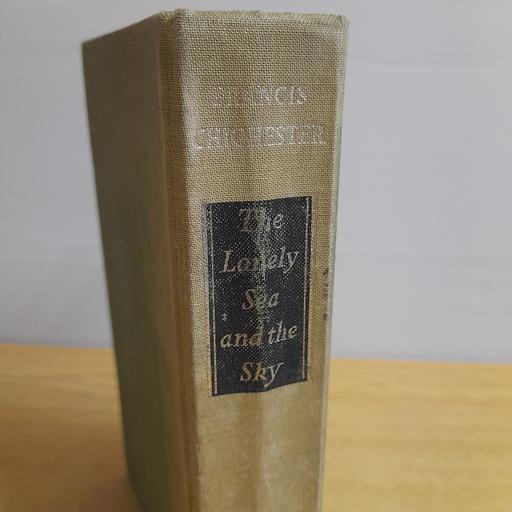 FRANCIS
CHICHESTER
The
Lonely
Sea
and the
Sky